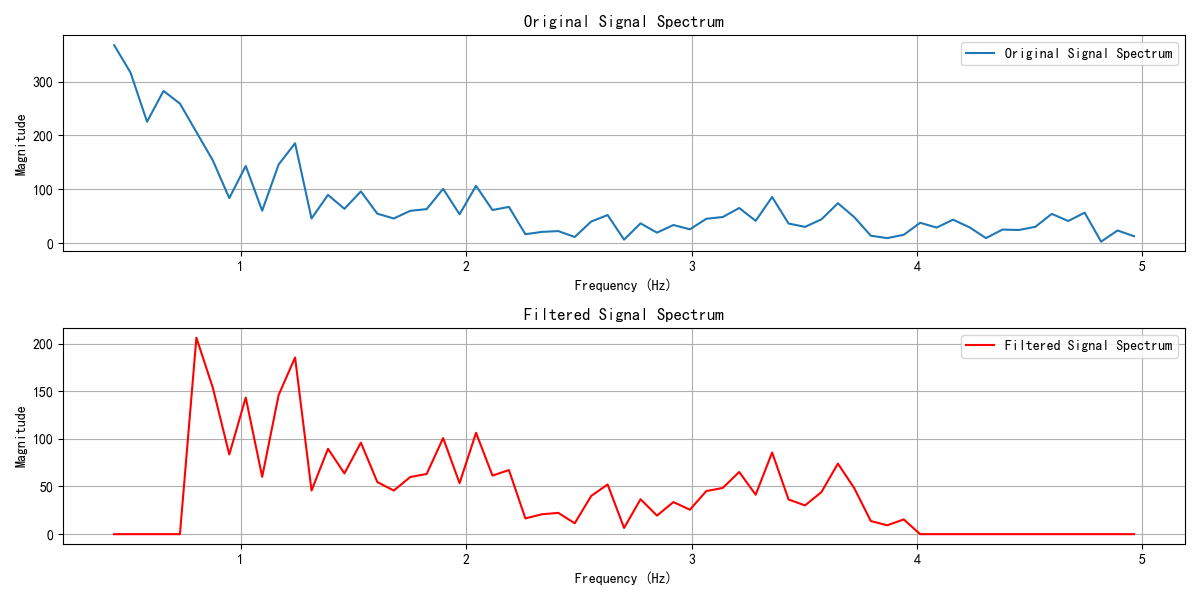 Original Signal Spectrum
Original Signal Spectrum
Magnitude
300
200
100
0
1 2 3 4 5
Frequency (Hz)
Filtered Signal Spectrum
Filtered Signal Spectrum
Magnitude
200
150
100
50
0
1 2 3 4 5
Frequency (Hz)